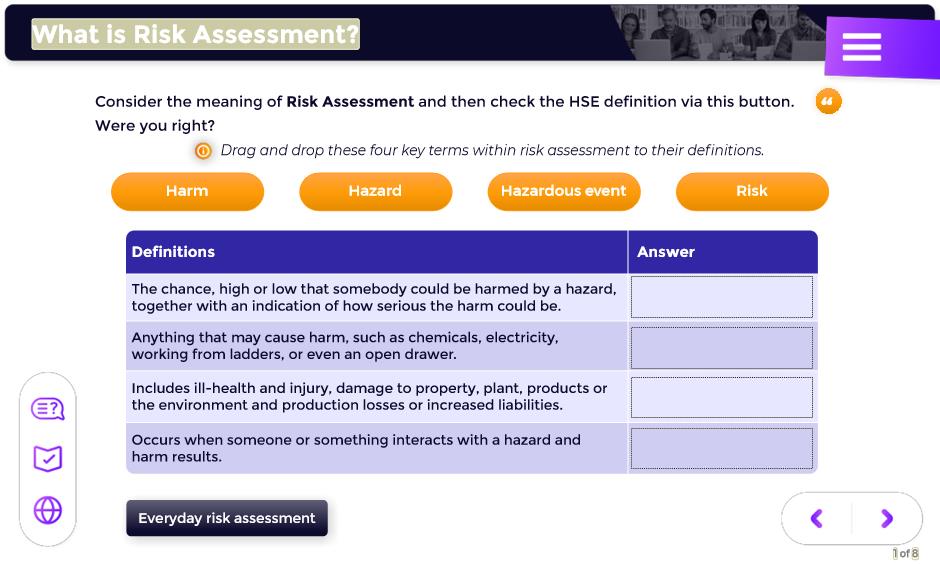 What is Risk Assessment?
Consider the meaning of Risk Assessment and then check the HSE definition via this button.
Were you right?
Drag and drop these four key terms within risk assessment to their definitions.
Harm
Hazard
Hazardous event
Risk
Definitions
Answer
The chance, high or low that somebody could be harmed by a hazard,
together with an indication of how serious the harm could be.
Anything that may cause harm, such as chemicals, electricity,
working from ladders, or even an open drawer.
Includes ill-health and injury, damage to property, plant, products or
the environment and production losses or increased liabilities.
Occurs when someone or something interacts with a hazard and
harm results.
Everyday risk assessment
1 of 8